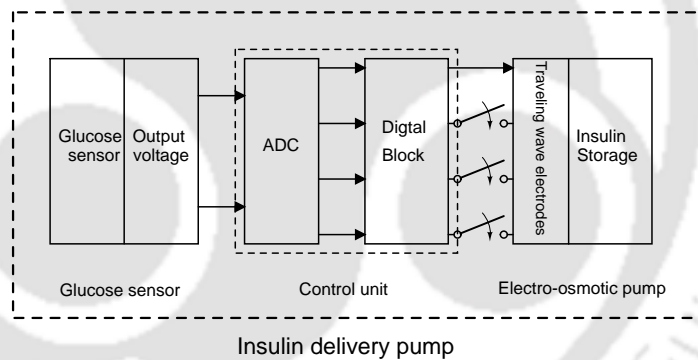 Glucose
sensor
Output
voltage
ADC
Digtal
Block
Traveling wave electrodes
Insulin
Storage
Glucose sensor
Control unit
Electro-osmotic pump
Insulin delivery pump